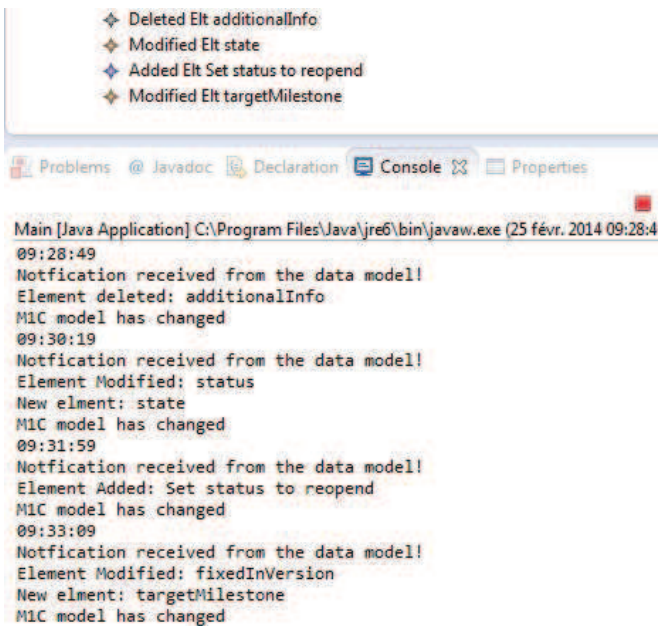 Deleted Elt additionalInfo
Modified Elt state
Added Elt Set status to reopend
Modified Elt targetMilestone
Problems @ Javadoc Declaration Console Properties
Main [Java Application] C:\Program Files\Java\jre6\bin\javaw.exe (25 févr. 2014 09:28:4
09:28:49
Notfication received from the data model!
Element deleted: additionalInfo
M1C model has changed
09:30:19
Notfication received from the data model!
Element Modified: status
New elment: state
M1C model has changed
09:31:59
Notfication received from the data model!
Element Added: Set status to reopend
M1C model has changed
09:33:09
Notfication received from the data model!
Element Modified: fixedInVersion
New elment: targetMilestone
M1C model has changed